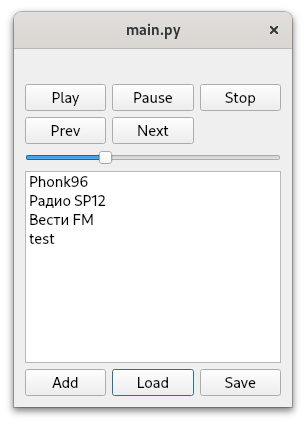 main.py
Play Pause Stop
Prev Next
Phonk96
Радио SP12
Вести FM
test
Add Load Save